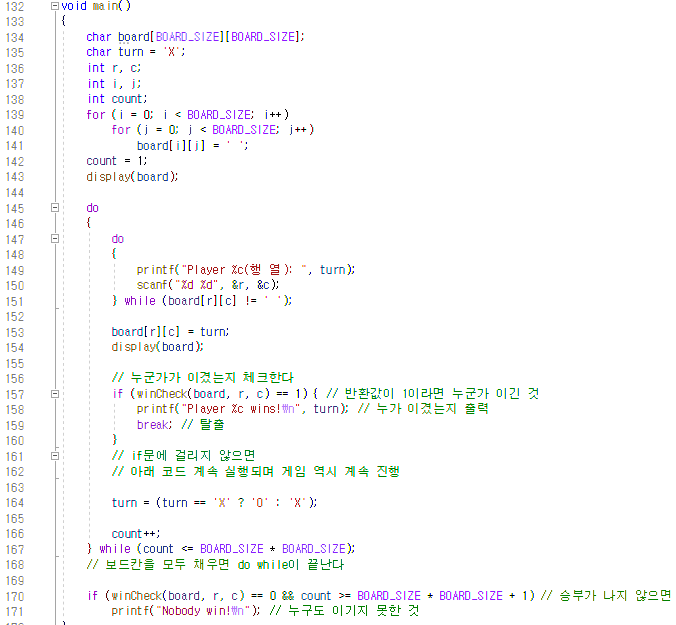 132 void main()
133 {
134 char board[BOARD_SIZE][BOARD_SIZE];
135 char turn = 'X';
136 int r, c;
137 int i, j;
138 int count;
139 for (i = 0; i < BOARD_SIZE; i++)
140 for (j = 0; j < BOARD_SIZE; j++)
141 board[i][j] = ' ';
142 count = 1;
143 display(board);
144
145 do
146 {
147 do
148 {
149 printf("Player %c(행 열): ", turn);
150 scanf("%d %d", &r, &c);
151 } while (board[r][c] != ' ');
152
153 board[r][c] = turn;
154 display(board);
155
156 // 누군가가 이겼는지 체크한다
157 if (winCheck(board, r, c) == 1) { // 반환값이 1이라면 누군가 이긴 것
158 printf("Player %c wins!₩n", turn); // 누가 이겼는지 출력
159 break; // 탈출
160 }
161 // if문에 걸리지 않으면
162 // 아래 코드 계속 실행되며 게임 역시 계속 진행
163
164 turn = (turn == 'X' ? 'O' : 'X');
165
166 count++;
167 } while (count <= BOARD_SIZE * BOARD_SIZE);
168 // 보드칸을 모두 채우면 do while이 끝난다
169
170 if (winCheck(board, r, c) == 0 && count >= BOARD_SIZE * BOARD_SIZE + 1) // 승부가 나지 않으면
171 printf("Nobody win!₩n"); // 누구도 이기지 못한 것